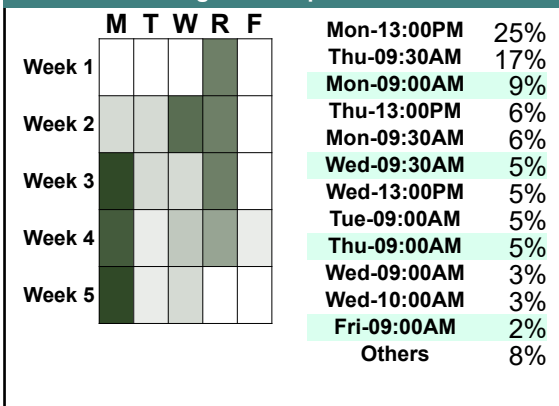 M T W R F
Week 1
Week 2
Week 3
Week 4
Week 5
Mon-13:00PM 25%
Thu-09:30AM 17%
Mon-09:00AM 9%
Thu-13:00PM 6%
Mon-09:30AM 6%
Wed-09:30AM 5%
Wed-13:00PM 5%
Tue-09:00AM 5%
Thu-09:00AM 5%
Wed-09:00AM 3%
Wed-10:00AM 3%
Fri-09:00AM 2%
Others 8%